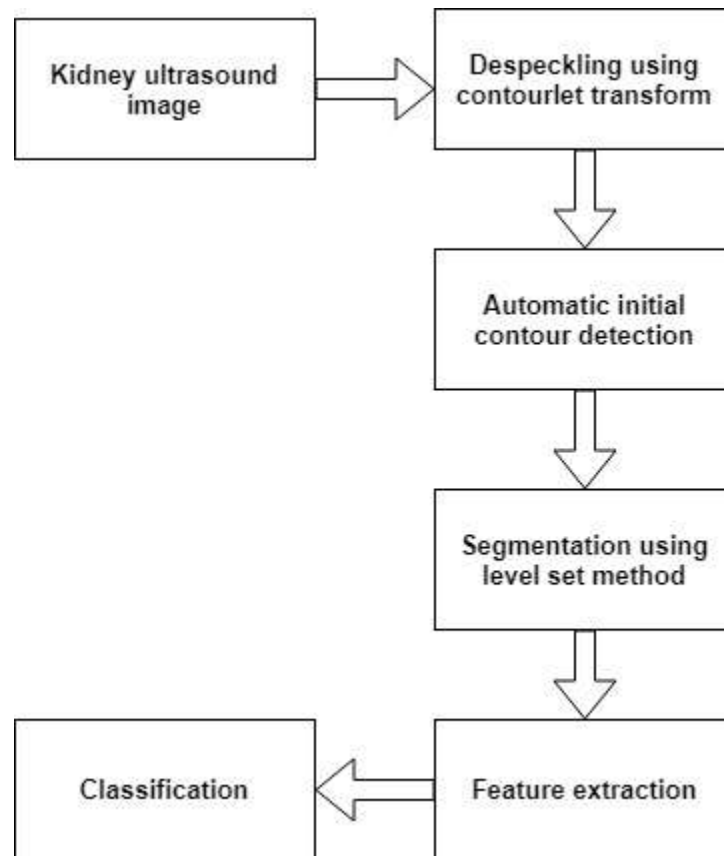 Kidney ultrasound
image
Despeckling using
contourlet transform
Automatic initial
contour detection
Segmentation using
level set method
Feature extraction
Classification